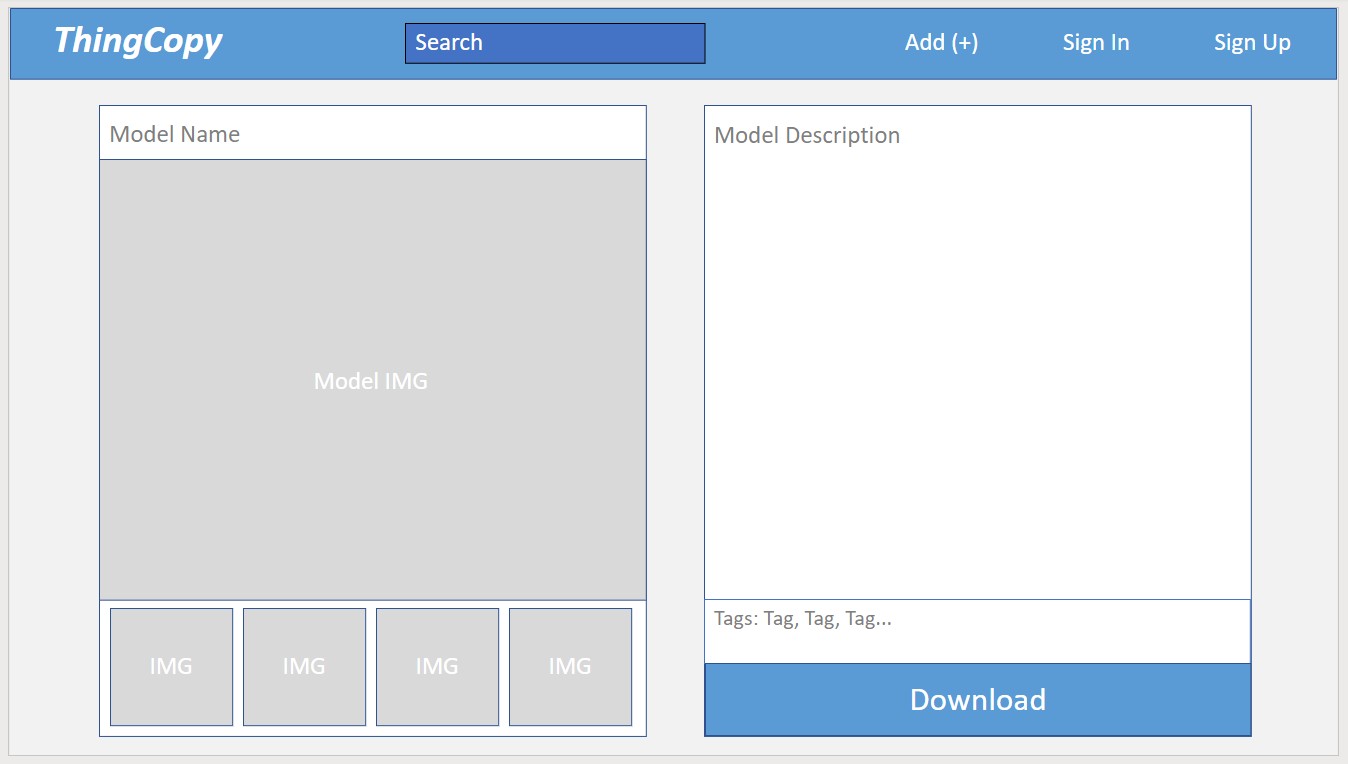 ThingCopy
Search
Add (+)
Sign In
Sign Up
Model Name
Model IMG
IMG
IMG
IMG
IMG
Model Description
Tags: Tag, Tag, Tag...
Download